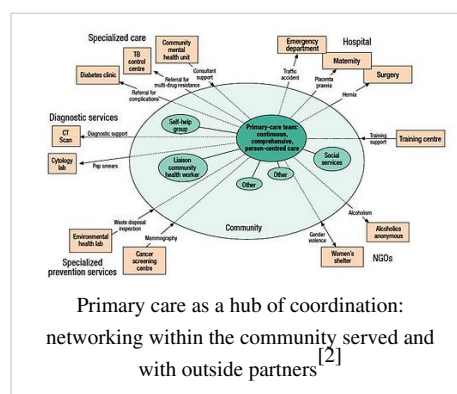 Specialized care
Community
mental
health unit
TB
control
centre
Diabetes clinic
Consultant
support
Referral for
multi-drug resistance
Referral for
complications
Emergency
department
Hospital
Maternity
Surgery
Traffic
accident
Placenta
praevia
Hernia
Diagnostic services
CT
Scan
Diagnostic support
Cytology
lab
Pap smears
Self-help
group
Primary-care team:
continuous,
comprehensive,
person-centred care
Training
support
Training centre
Liaison
community
health worker
Social
services
Other
Other
Community
Waste disposal
inspection
Environmental
health lab
Mammography
Specialized
prevention services
Cancer
screening
centre
Gender
violence
Women's
shelter
Alcoholism
Alcoholics
anonymous
NGOs
Primary care as a hub of coordination:
networking within the community served and
with outside partners[2]